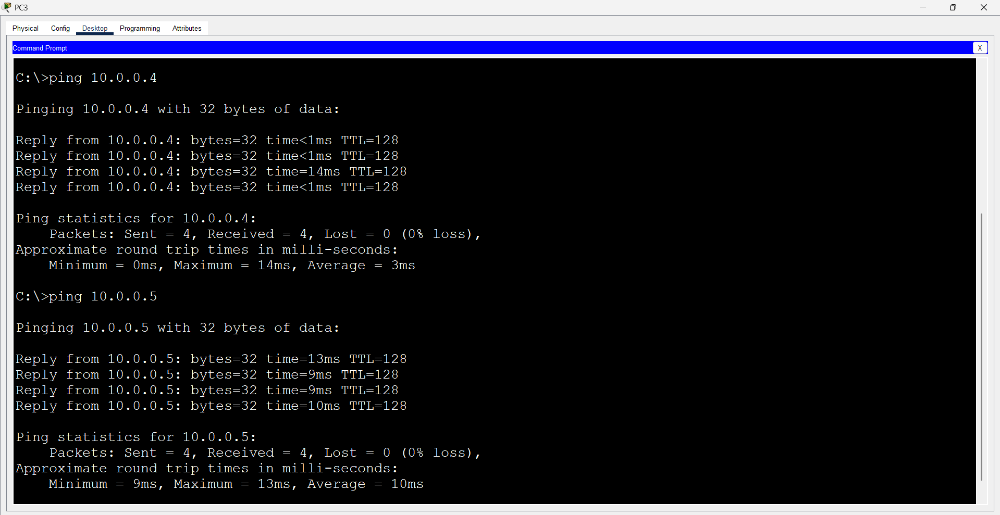 PC3
Physical Config Desktop Programming Attributes
Command Prompt X
C:\>ping 10.0.0.4
Pinging 10.0.0.4 with 32 bytes of data:
Reply from 10.0.0.4: bytes=32 time<1ms TTL=128
Reply from 10.0.0.4: bytes=32 time<1ms TTL=128
Reply from 10.0.0.4: bytes=32 time=14ms TTL=128
Reply from 10.0.0.4: bytes=32 time<1ms TTL=128
Ping statistics for 10.0.0.4:
    Packets: Sent = 4, Received = 4, Lost = 0 (0% loss),
Approximate round trip times in milli-seconds:
    Minimum = 0ms, Maximum = 14ms, Average = 3ms
C:\>ping 10.0.0.5
Pinging 10.0.0.5 with 32 bytes of data:
Reply from 10.0.0.5: bytes=32 time=13ms TTL=128
Reply from 10.0.0.5: bytes=32 time=9ms TTL=128
Reply from 10.0.0.5: bytes=32 time=9ms TTL=128
Reply from 10.0.0.5: bytes=32 time=10ms TTL=128
Ping statistics for 10.0.0.5:
    Packets: Sent = 4, Received = 4, Lost = 0 (0% loss),
Approximate round trip times in milli-seconds:
    Minimum = 9ms, Maximum = 13ms, Average = 10ms